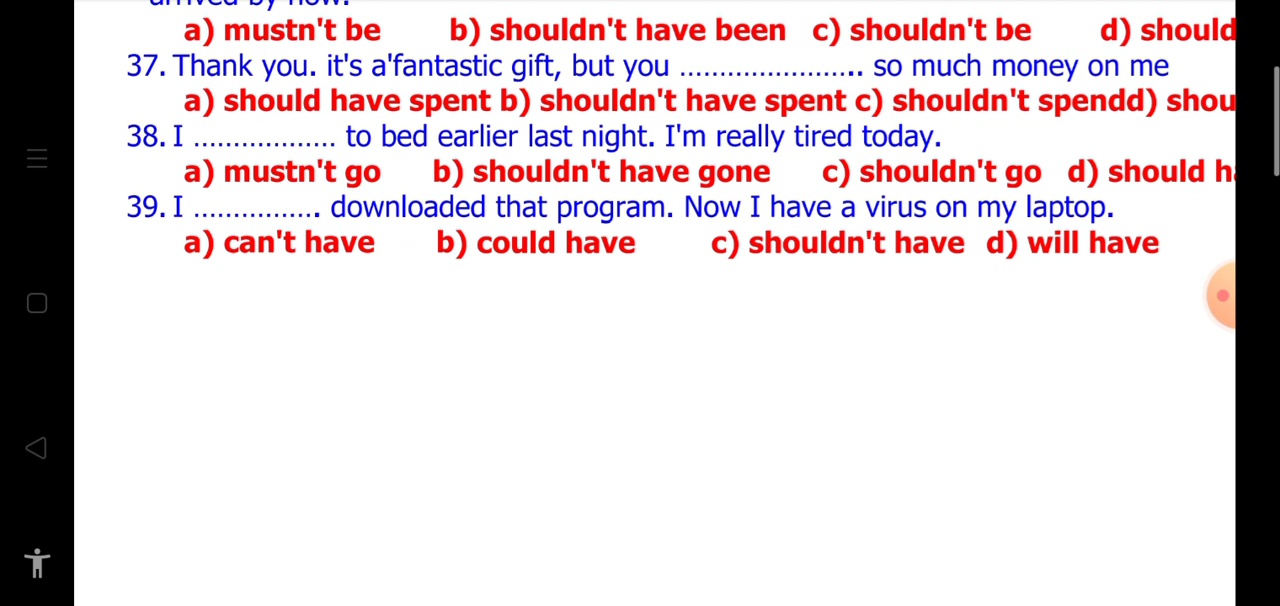 arrived by now.
a) mustn't be b) shouldn't have been c) shouldn't be d) should
37. Thank you. it's a'fantastic gift, but you ....................... so much money on me
a) should have spent b) shouldn't have spent c) shouldn't spendd) shou
38. I .................. to bed earlier last night. I'm really tired today.
a) mustn't go b) shouldn't have gone c) shouldn't go d) should h
39. I ................ downloaded that program. Now I have a virus on my laptop.
a) can't have b) could have c) shouldn't have d) will have